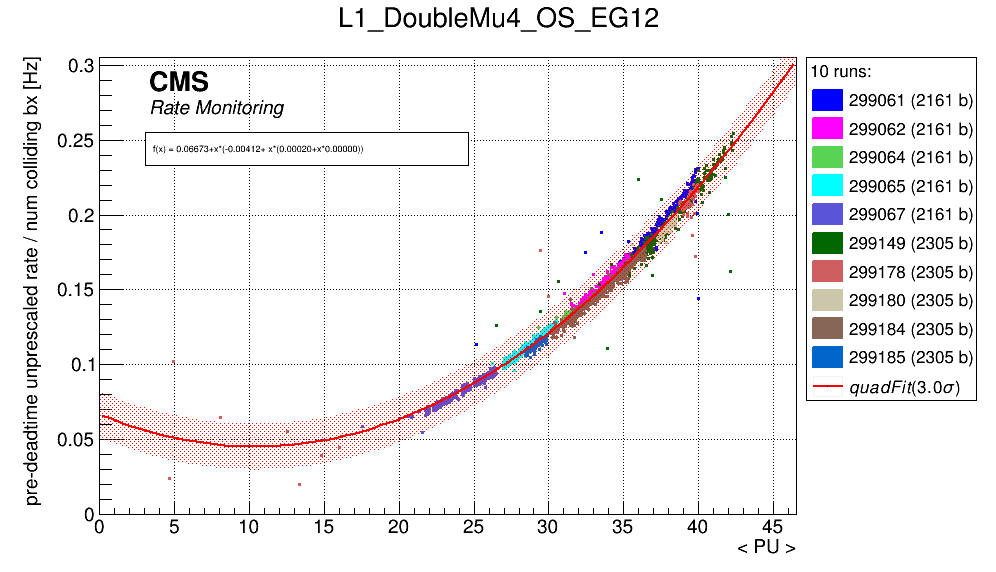 L1_DoubleMu4_OS_EG12
pre-deadtime unprescaled rate / num colliding bx [Hz]
0.3
0.25
0.2
0.15
0.1
0.05
0
CMS
Rate Monitoring
f(x) = 0.06673+x*(-0.00412+ x*(0.00020+x*0.00000))
0 5 10 15 20 25 30 35 40 45
< PU >
10 runs:
299061 (2161 b)
299062 (2161 b)
299064 (2161 b)
299065 (2161 b)
299067 (2161 b)
299149 (2305 b)
299178 (2305 b)
299180 (2305 b)
299184 (2305 b)
299185 (2305 b)
quadFit(3.0σ)